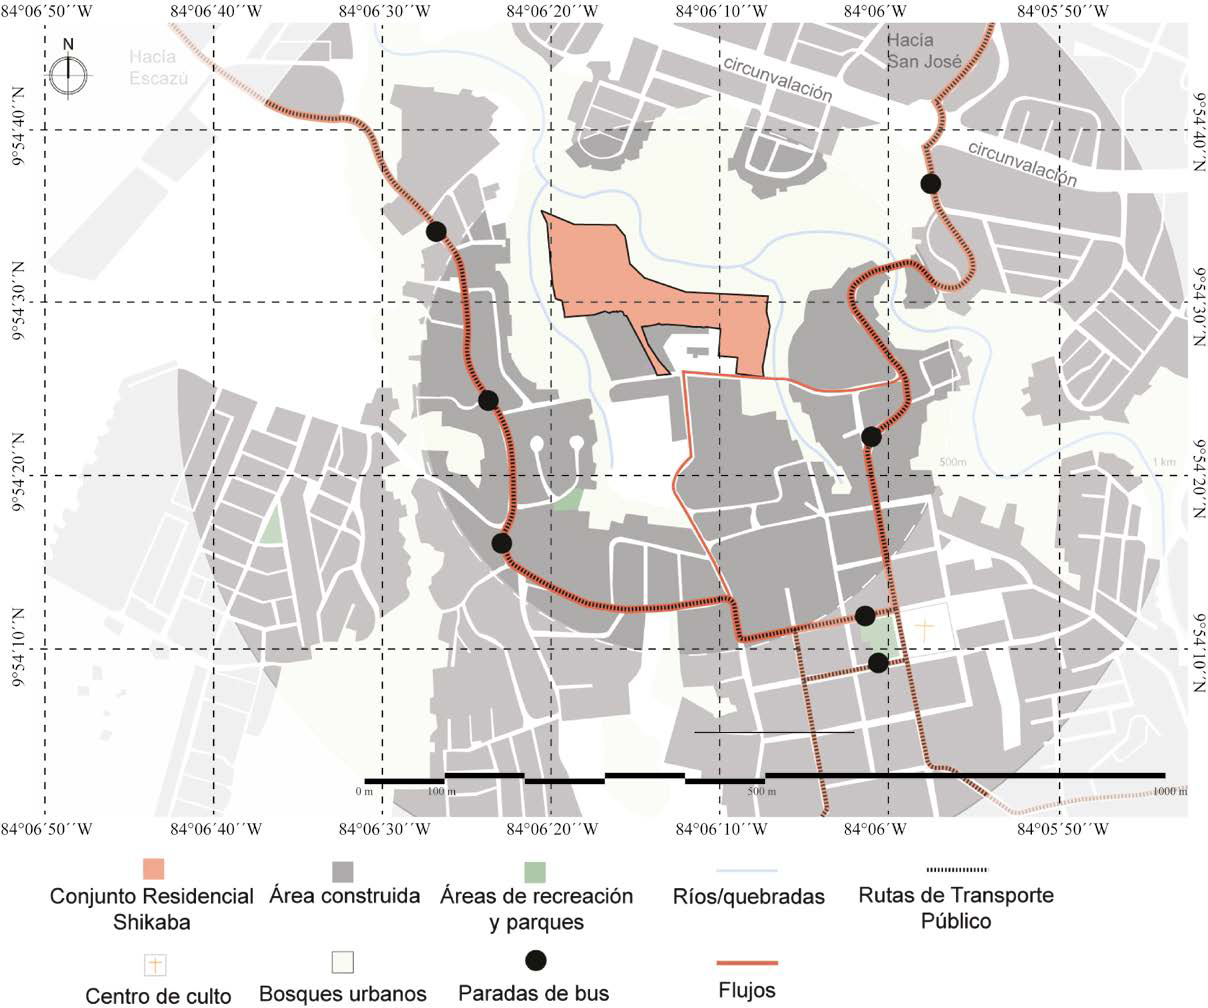 84°06´50´´W 84°06´40´´W 84°06´30´´W 84°06´20´´W 84°06´10´´W 84°06´W 84°05´50´´W
N
Hacía
Escazú
Hacía
San José
circunvalación
circunvalación
9°54´40´´N 9°54´40´´N
9°54´30´´N 9°54´30´´N
9°54´20´´N 9°54´20´´N
9°54´10´´N 9°54´10´´N
500m
1 km
0 m 100 m 500 m 1000 m
84°06´50´´W 84°06´40´´W 84°06´30´´W 84°06´20´´W 84°06´10´´W 84°06´W 84°05´50´´W
Conjunto Residencial
Shikaba
Área construida
Áreas de recreación
y parques
Ríos/quebradas
Rutas de Transporte
Público
Centro de culto
Bosques urbanos
Paradas de bus
Flujos